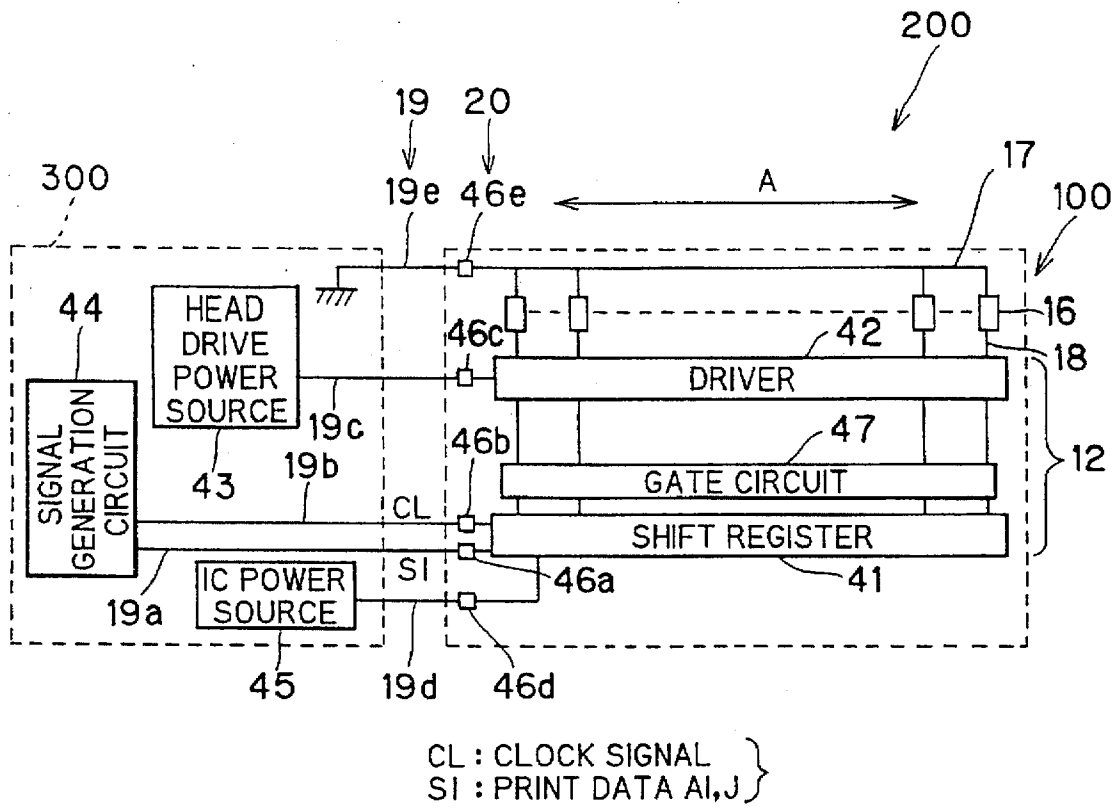 200
19
20
300
19e
46e
A
17
100
44
HEAD
DRIVE
POWER
SOURCE
46c
42
16
18
DRIVER
SIGNAL
GENERATION
CIRCUIT
43
19c
19b
46b
47
12
GATE CIRCUIT
CL
SHIFT REGISTER
SI
46a
41
19a
IC POWER
SOURCE
45
19d
46d
CL : CLOCK SIGNAL
SI : PRINT DATA AI,J